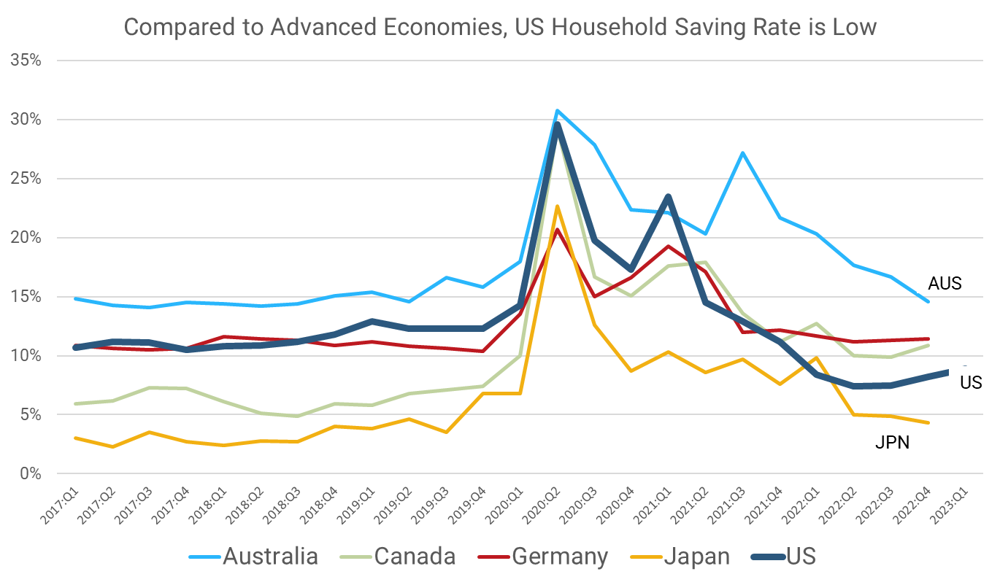 Compared to Advanced Economies, US Household Saving Rate is Low
35%
30%
25%
20%
15%
10%
5%
0%
AUS
US
JPN
2017:Q1
2017:Q2
2017:Q3
2017:Q4
2018:Q1
2018:Q2
2018:Q3
2018:Q4
2019:Q1
2019:Q2
2019:Q3
2019:Q4
2020:Q1
2020:Q2
2020:Q3
2020:Q4
2021:Q1
2021:Q2
2021:Q3
2021:Q4
2022:Q1
2022:Q2
2022:Q3
2022:Q4
2023:Q1
Australia Canada Germany Japan US